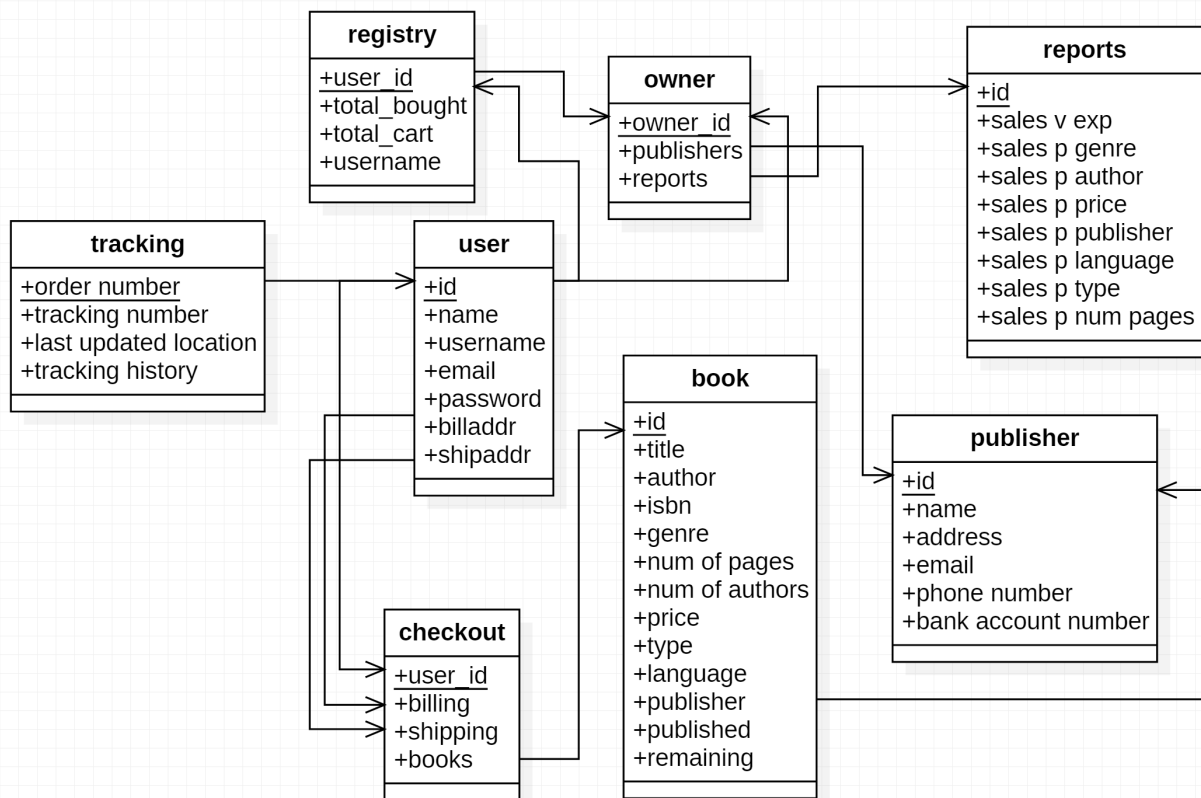 registry
+user_id
+total_bought
+total_cart
+username
owner
+owner_id
+publishers
+reports
reports
+id
+sales v exp
+sales p genre
+sales p author
+sales p price
+sales p publisher
+sales p language
+sales p type
+sales p num pages
tracking
+order number
+tracking number
+last updated location
+tracking history
user
+id
+name
+username
+email
+password
+billaddr
+shipaddr
book
+id
+title
+author
+isbn
+genre
+num of pages
+num of authors
+price
+type
+language
+publisher
+published
+remaining
publisher
+id
+name
+address
+email
+phone number
+bank account number
checkout
+user_id
+billing
+shipping
+books